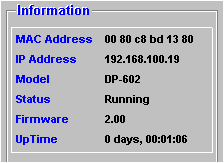 Information
MAC Address 00 80 c8 bd 13 80
IP Address 192.168.100.19
Model DP-602
Status Running
Firmware 2.00
UpTime 0 days, 00:01:06